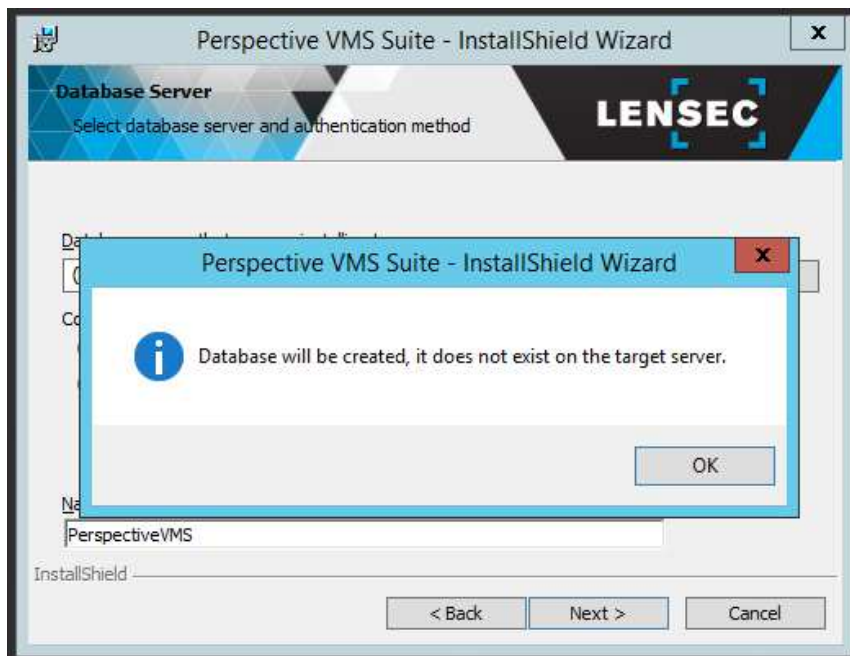 Perspective VMS Suite - InstallShield Wizard
X
Database Server
Select database server and authentication method
LENSEC
Perspective VMS Suite - InstallShield Wizard
X
Database will be created, it does not exist on the target server.
OK
PerspectiveVMS
InstallShield
< Back
Next >
Cancel